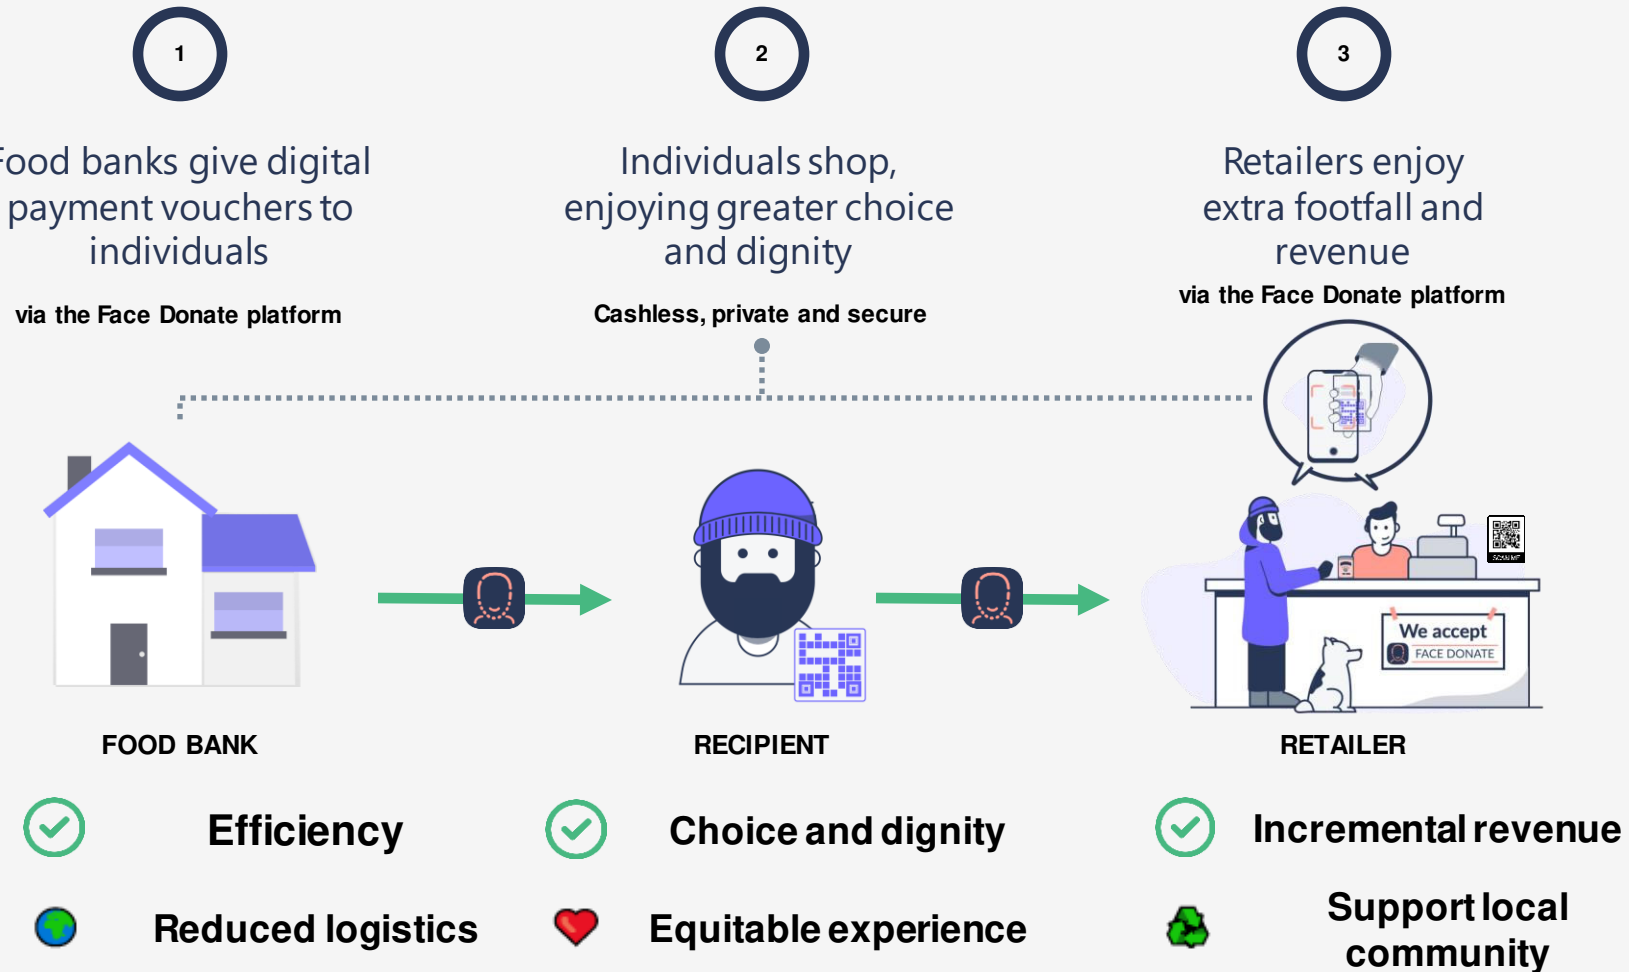 1
2
3
Food banks give digital
payment vouchers to
individuals
via the Face Donate platform
Individuals shop,
enjoying greater choice
and dignity
Cashless, private and secure
Retailers enjoy
extra footfall and
revenue
via the Face Donate platform
SCAN ME
We accept
FACE DONATE
FOOD BANK
RECIPIENT
RETAILER
Efficiency
Choice and dignity
Incremental revenue
Reduced logistics
Equitable experience
Support local
community